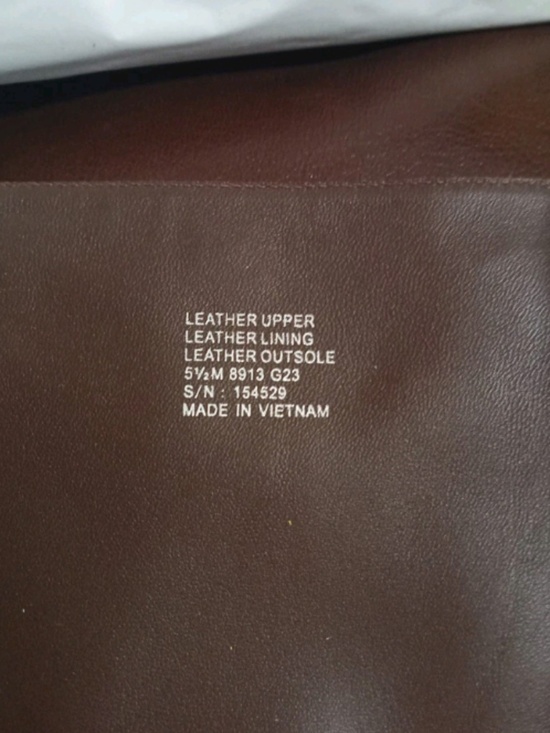 LEATHER UPPER
LEATHER LINING
LEATHER OUTSOLE
5½M 8913 G23
S/N : 154529
MADE IN VIETNAM